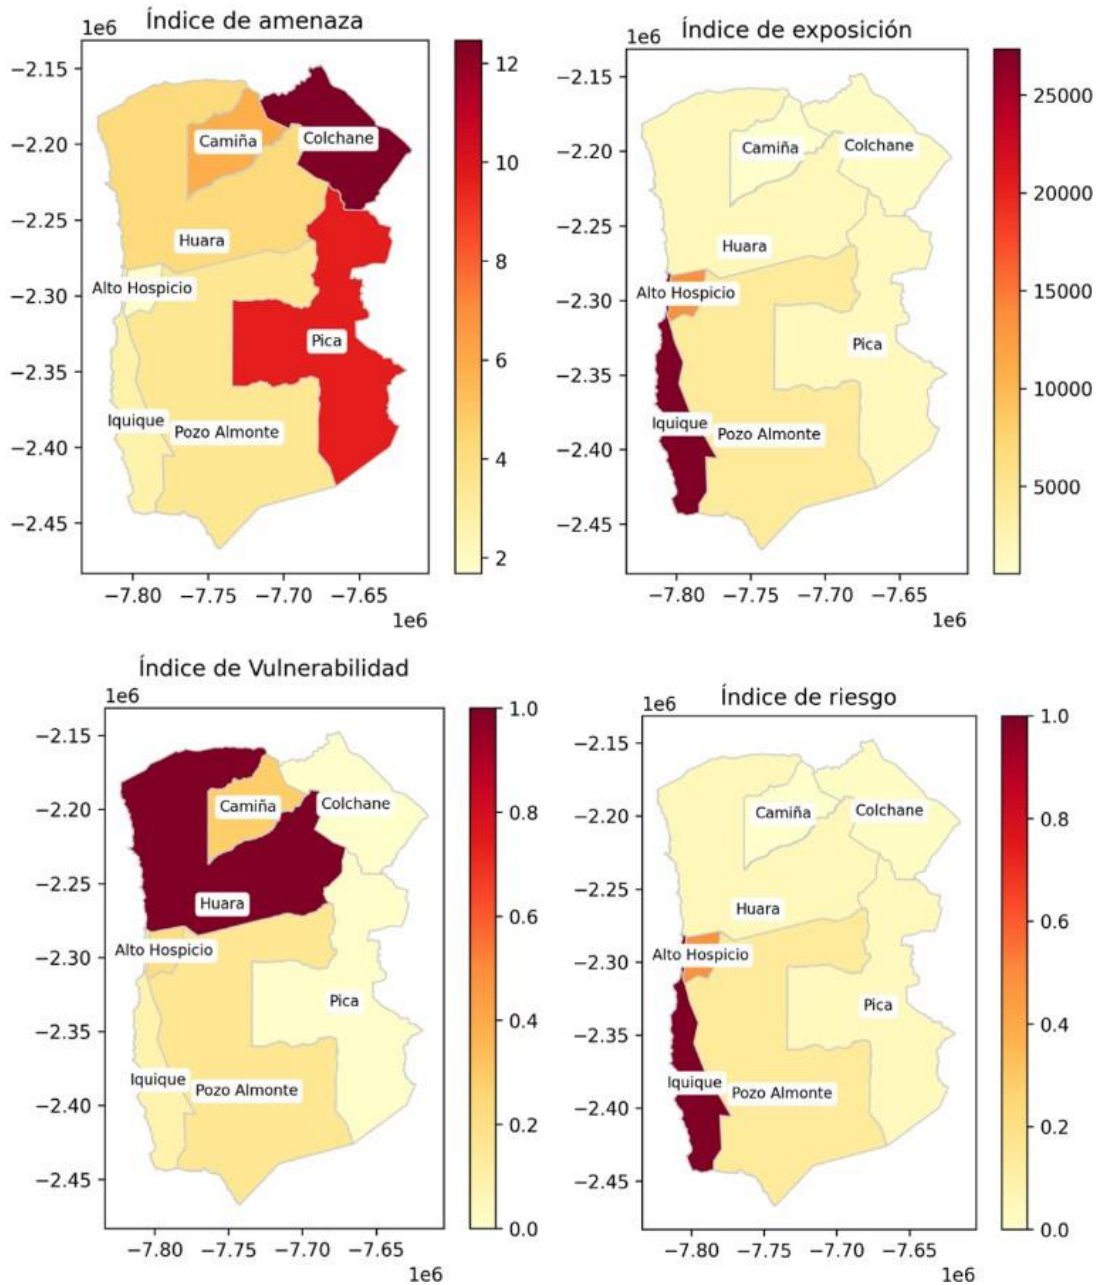 Índice de amenaza
1e6
−2.15
−2.20
−2.25
−2.30
−2.35
−2.40
−2.45
Camiña
Colchane
Huara
Alto Hospicio
Pica
Iquique
Pozo Almonte
−7.80 −7.75 −7.70 −7.65
1e6
12
10
8
6
4
2
Índice de exposición
1e6
−2.15
−2.20
−2.25
−2.30
−2.35
−2.40
−2.45
Camiña
Colchane
Huara
Alto Hospicio
Pica
Iquique
Pozo Almonte
−7.80 −7.75 −7.70 −7.65
1e6
25000
20000
15000
10000
5000
Índice de Vulnerabilidad
1e6
−2.15
−2.20
−2.25
−2.30
−2.35
−2.40
−2.45
Camiña
Colchane
Huara
Alto Hospicio
Pica
Iquique
Pozo Almonte
−7.80 −7.75 −7.70 −7.65
1e6
1.0
0.8
0.6
0.4
0.2
0.0
Índice de riesgo
1e6
−2.15
−2.20
−2.25
−2.30
−2.35
−2.40
−2.45
Camiña
Colchane
Huara
Alto Hospicio
Pica
Iquique
Pozo Almonte
−7.80 −7.75 −7.70 −7.65
1e6
1.0
0.8
0.6
0.4
0.2
0.0